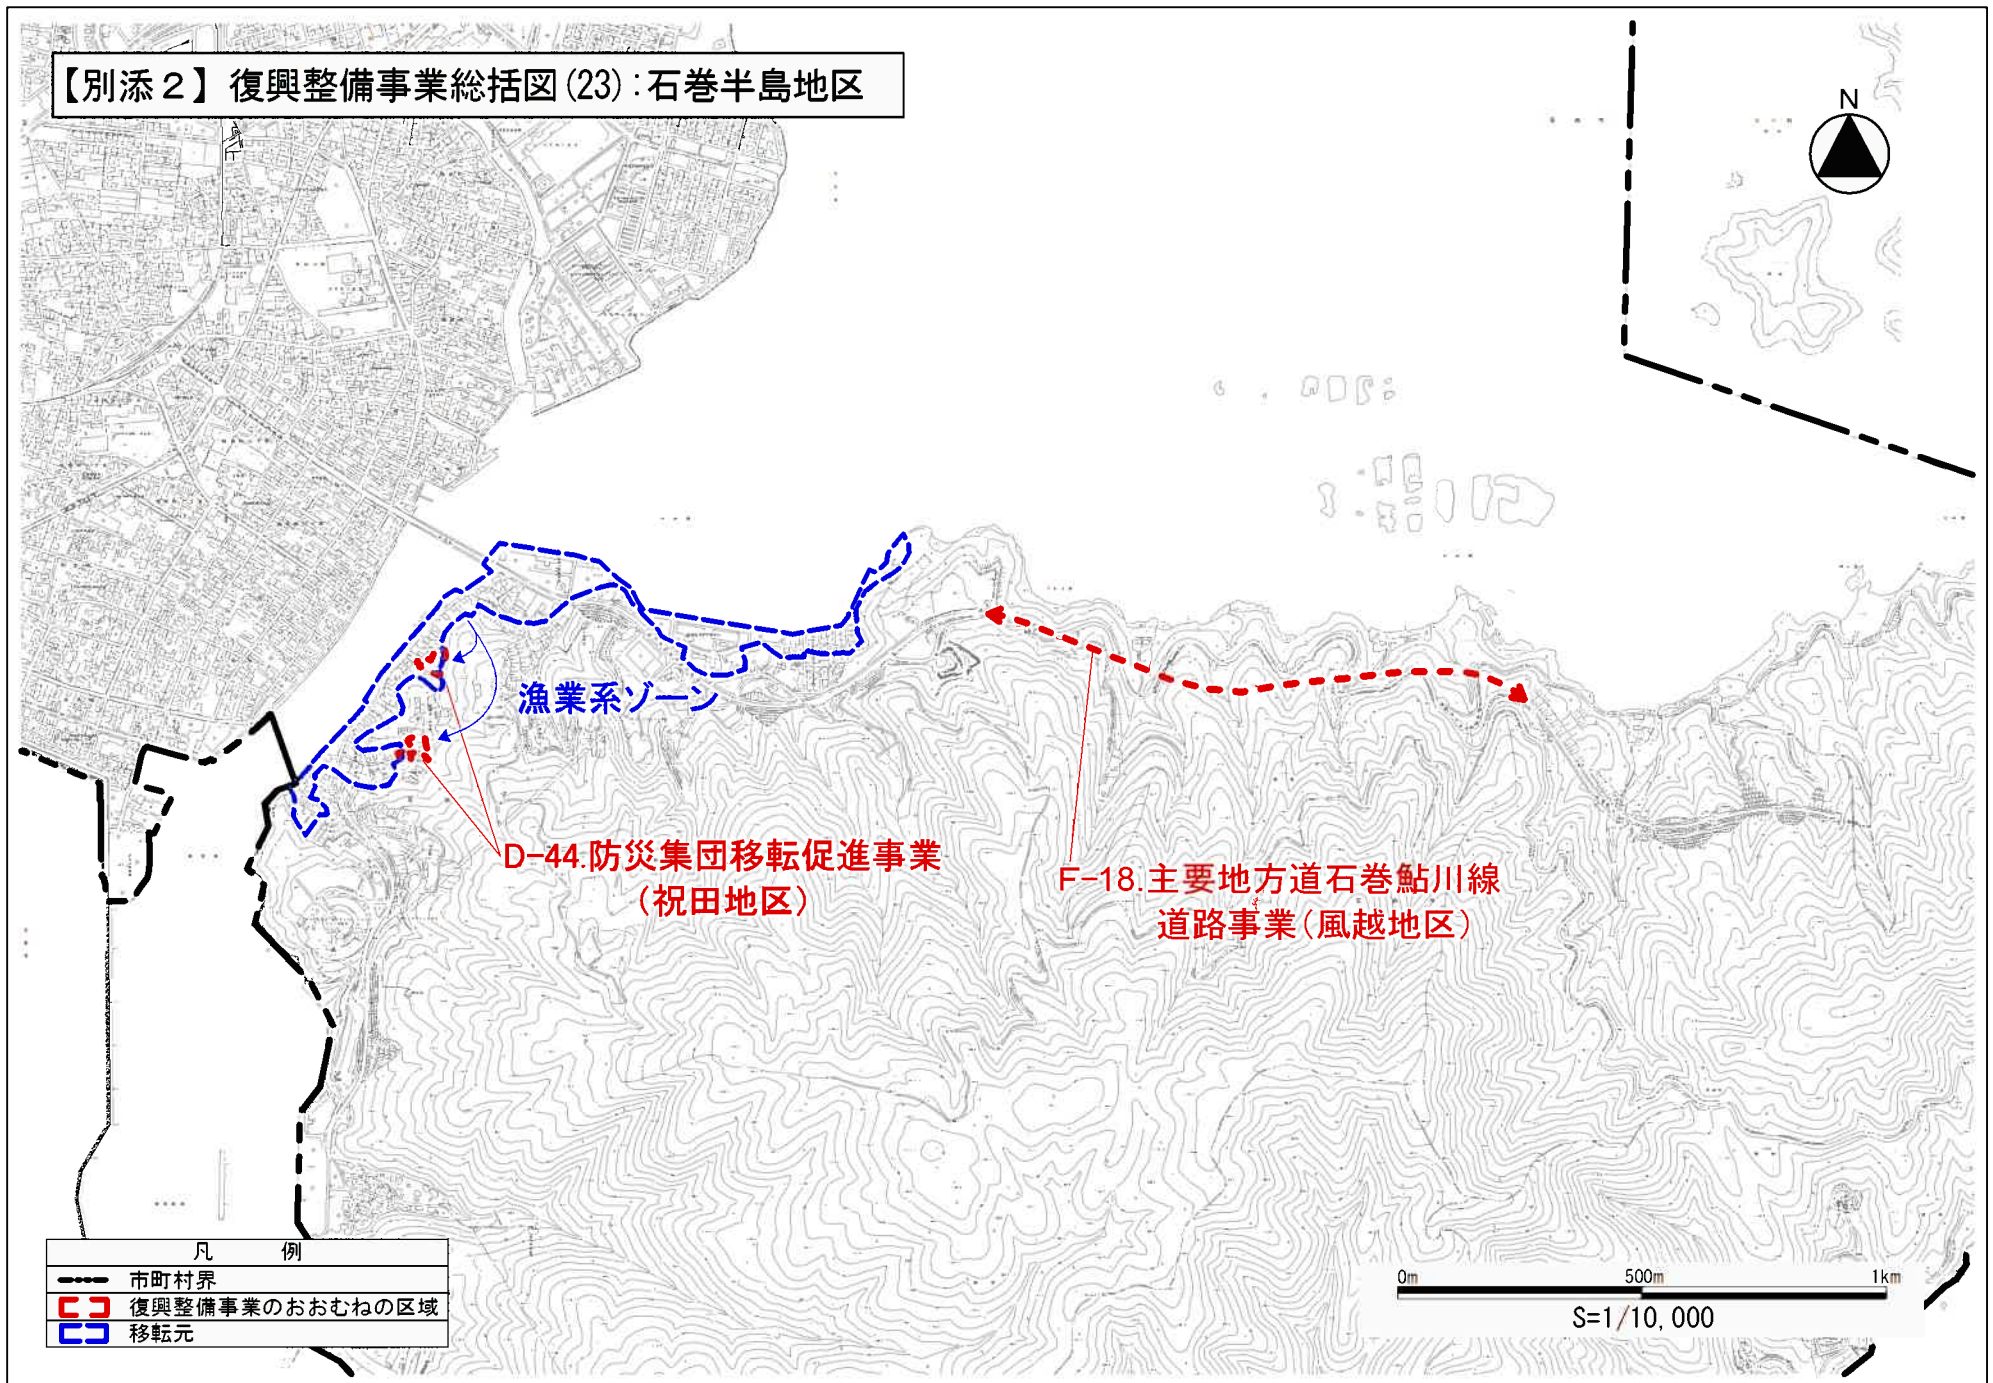 【別添２】復興整備事業総括図(23):石巻半島地区
N
漁業系ゾーン
D-44.防災集団移転促進事業
(祝田地区)
F-18.主要地方道石巻鮎川線
道路事業(風越地区)
凡　例
市町村界
復興整備事業のおおむねの区域
移転元
0m 500m 1km
S=1/10,000